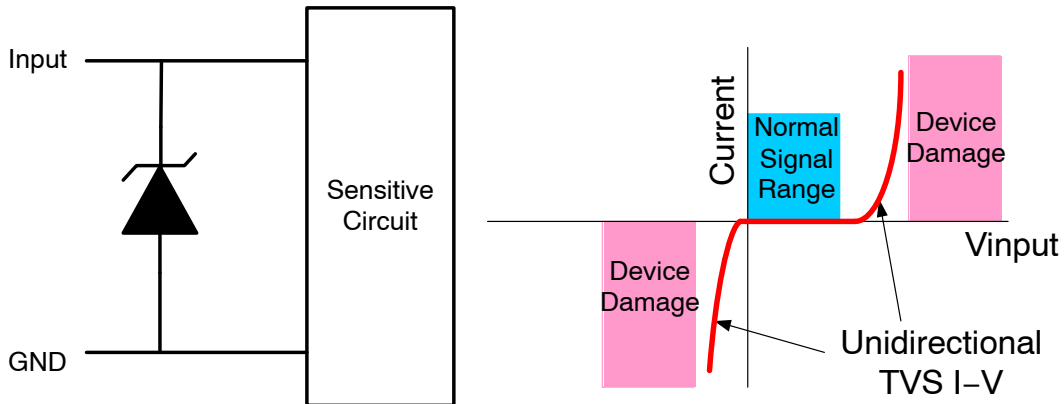 Input
GND
Sensitive
Circuit
Current
Normal
Signal
Range
Device
Damage
Vinput
Device
Damage
Unidirectional
TVS I−V